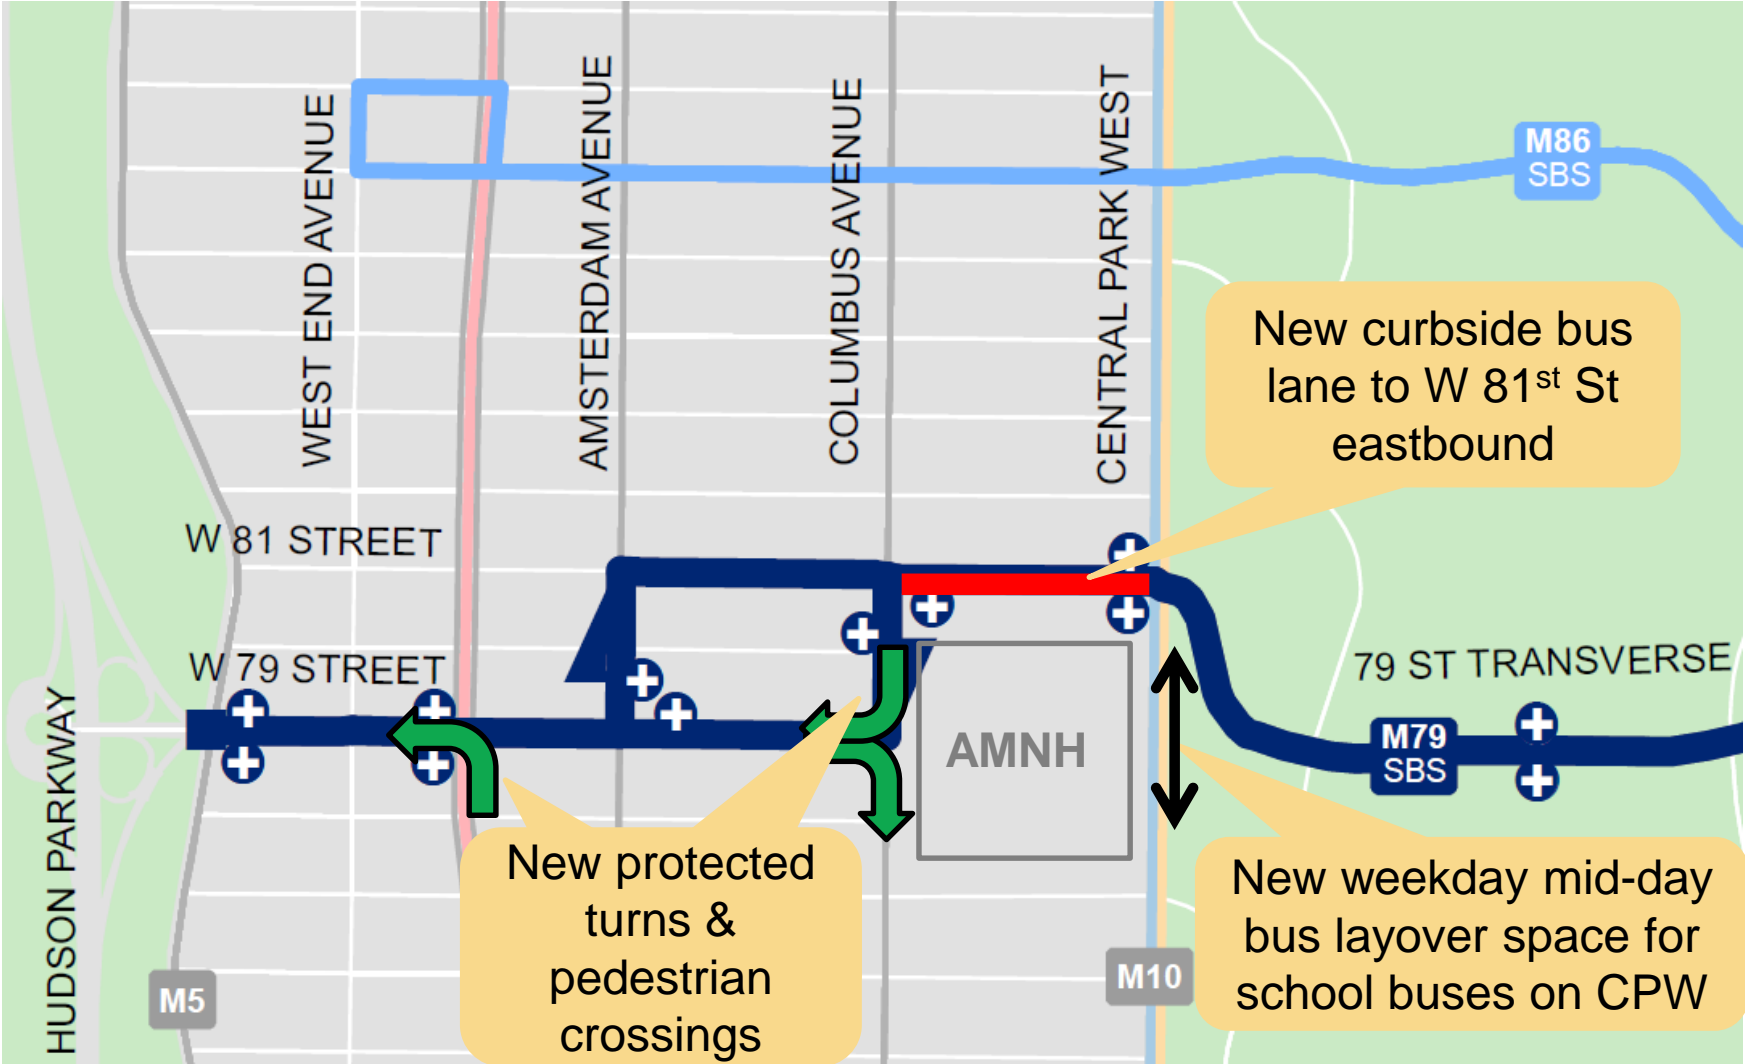 WEST END AVENUE
AMSTERDAM AVENUE
COLUMBUS AVENUE
CENTRAL PARK WEST
M86
SBS
New curbside bus
lane to W 81st St
eastbound
W 81 STREET
W 79 STREET
79 ST TRANSVERSE
M79
SBS
AMNH
HUDSON PARKWAY
New protected
turns &
pedestrian
crossings
New weekday mid-day
bus layover space for
school buses on CPW
M5
M10